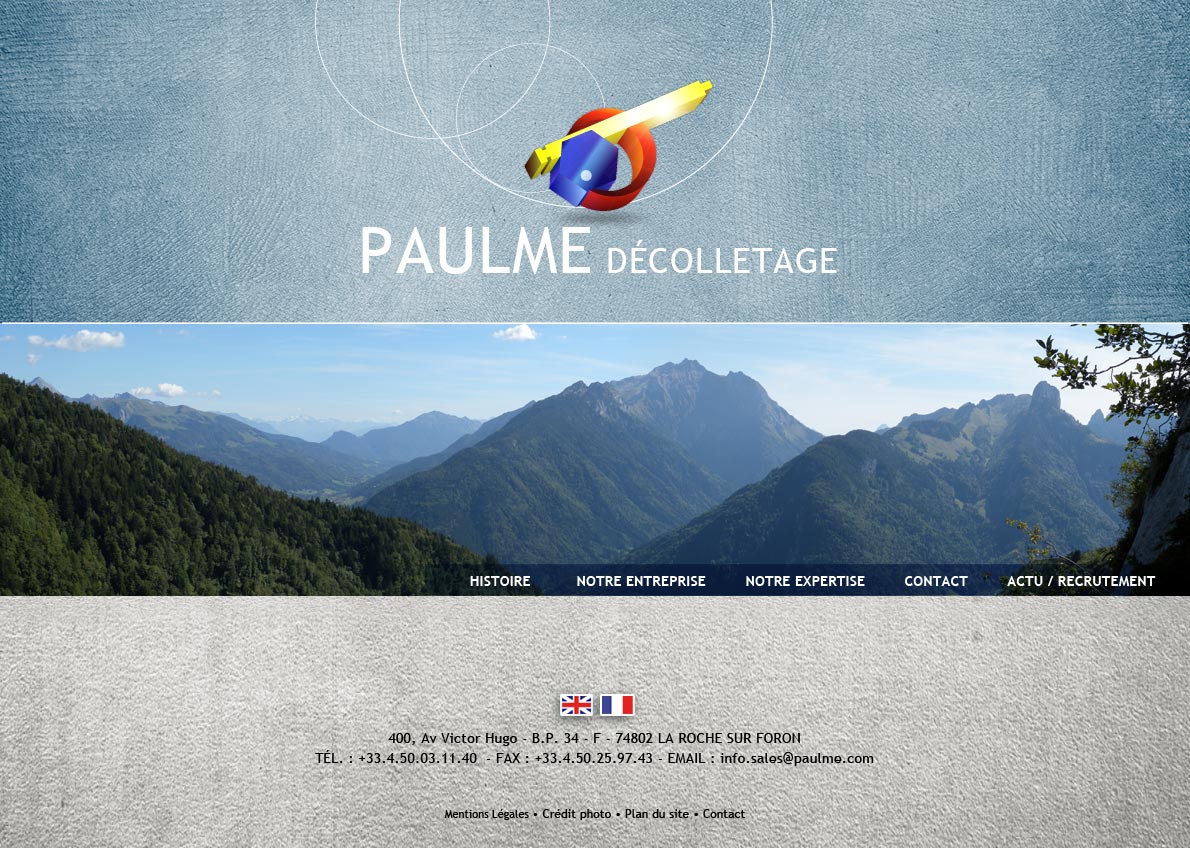 PAULME DÉCOLLETAGE
HISTOIRE NOTRE ENTREPRISE NOTRE EXPERTISE CONTACT ACTU / RECRUTEMENT
400, Av Victor Hugo - B.P. 34 - F - 74802 LA ROCHE SUR FORON
TÉL. : +33.4.50.03.11.40 - FAX : +33.4.50.25.97.43 - EMAIL : info.sales@paulme.com
Mentions Légales • Crédit photo • Plan du site • Contact